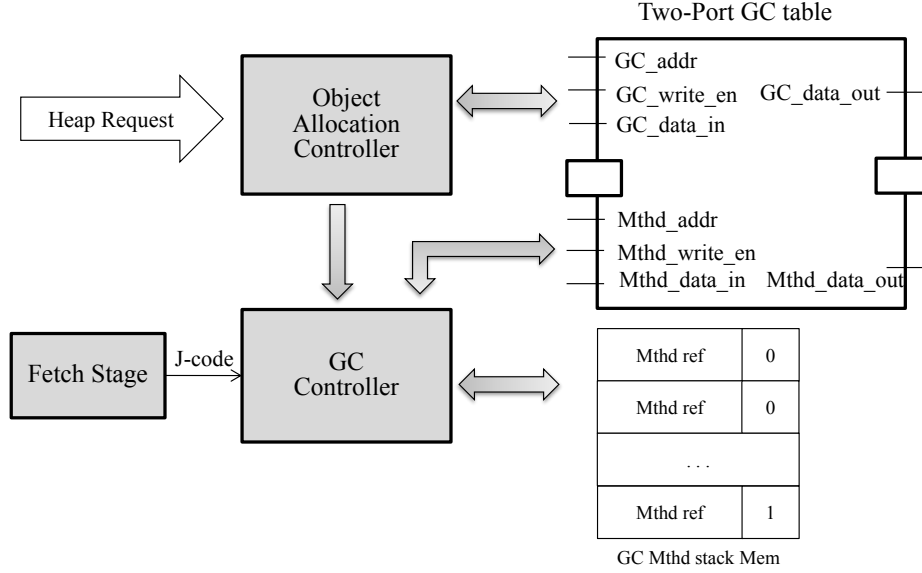 Two-Port GC table
Heap Request
Object
Allocation
Controller
GC_addr
GC_write_en
GC_data_in
GC_data_out
Mthd_addr
Mthd_write_en
Mthd_data_in
Mthd_data_out
Fetch Stage
J-code
GC
Controller
Mthd ref 0
Mthd ref 0
. . .
Mthd ref 1
GC Mthd stack Mem